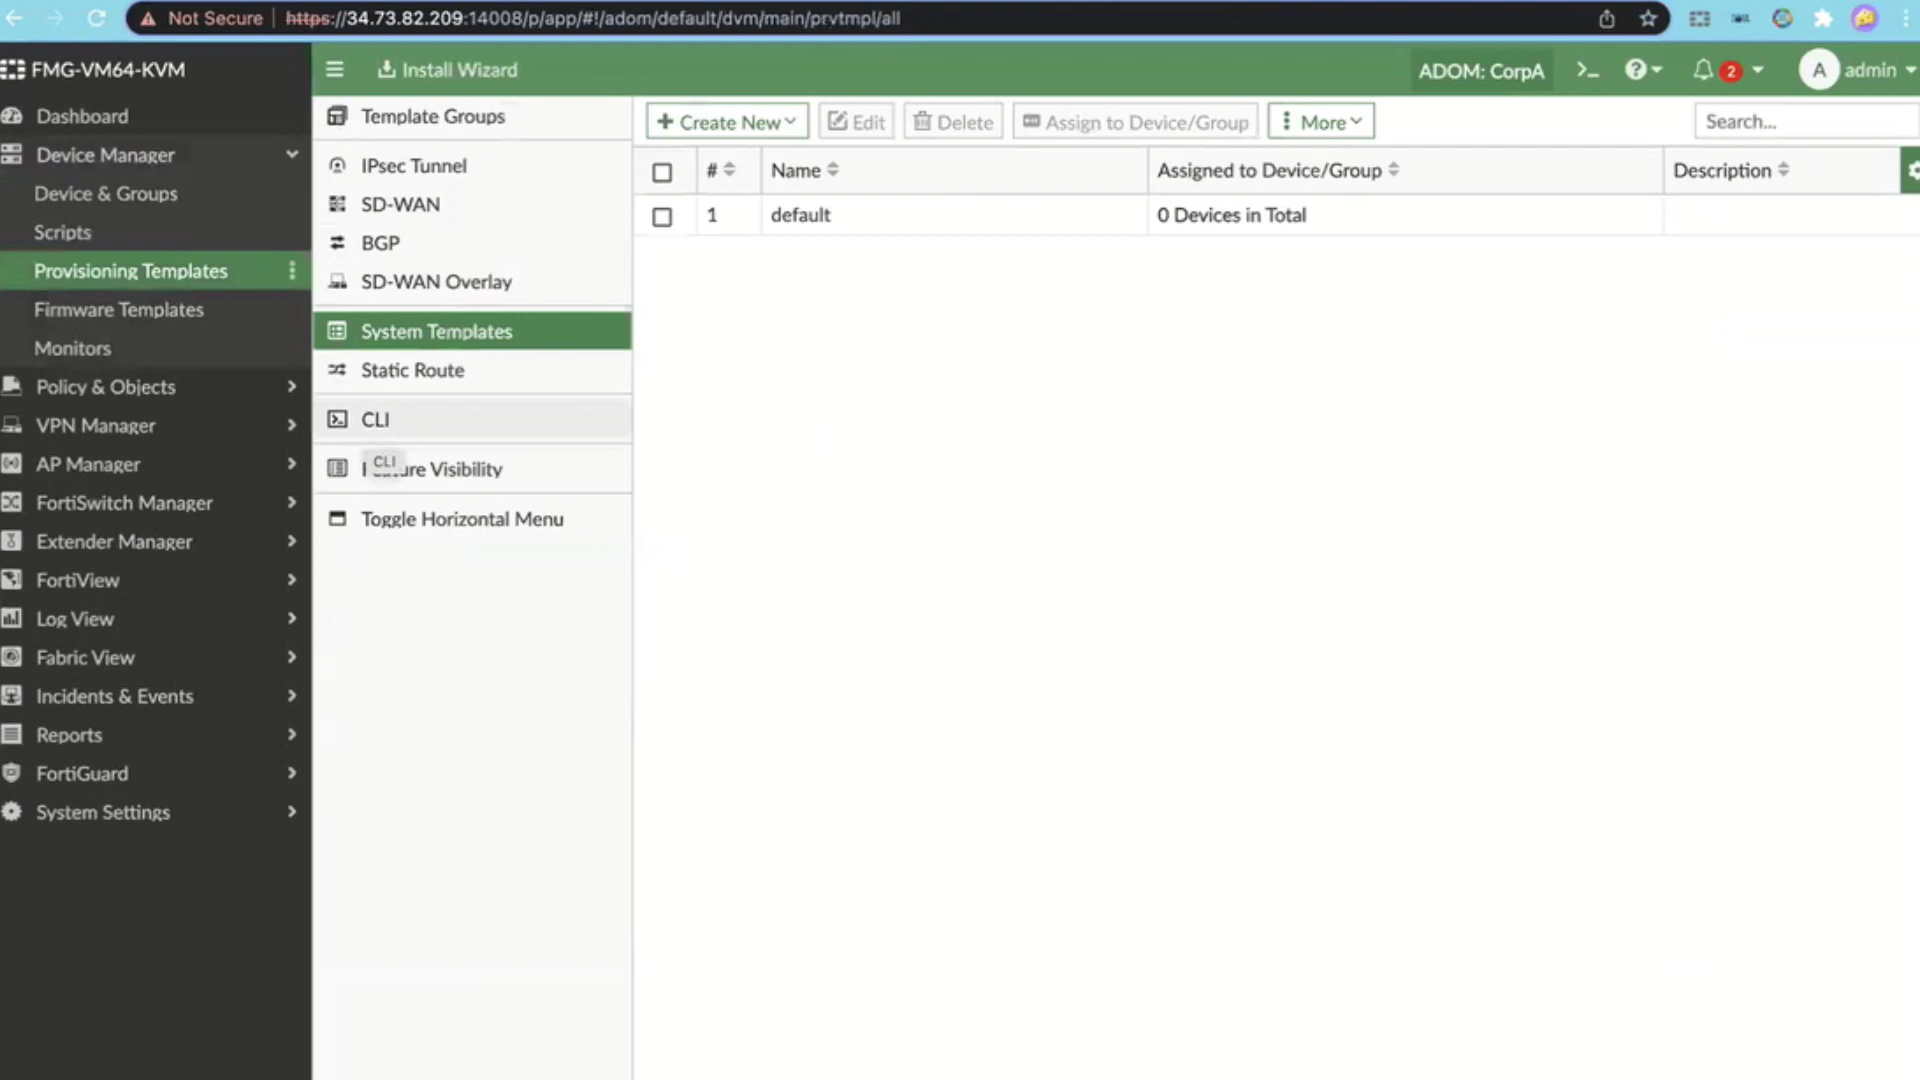 Not Secure | https://34.73.82.209:14008/p/app/#!/adom/default/dvm/main/prvtmpl/all
FMG-VM64-KVM
Install Wizard
ADOM: CorpA
>_
?
2
A
admin
Dashboard
Device Manager
Device & Groups
Scripts
Provisioning Templates
Firmware Templates
Monitors
Policy & Objects
VPN Manager
AP Manager
FortiSwitch Manager
Extender Manager
FortiView
Log View
Fabric View
Incidents & Events
Reports
FortiGuard
System Settings
Template Groups
IPsec Tunnel
SD-WAN
BGP
SD-WAN Overlay
System Templates
Static Route
CLI
CLI
Visibility
Toggle Horizontal Menu
+ Create New
Edit
Delete
Assign to Device/Group
More
Search...
# Name Assigned to Device/Group Description
1 default 0 Devices in Total